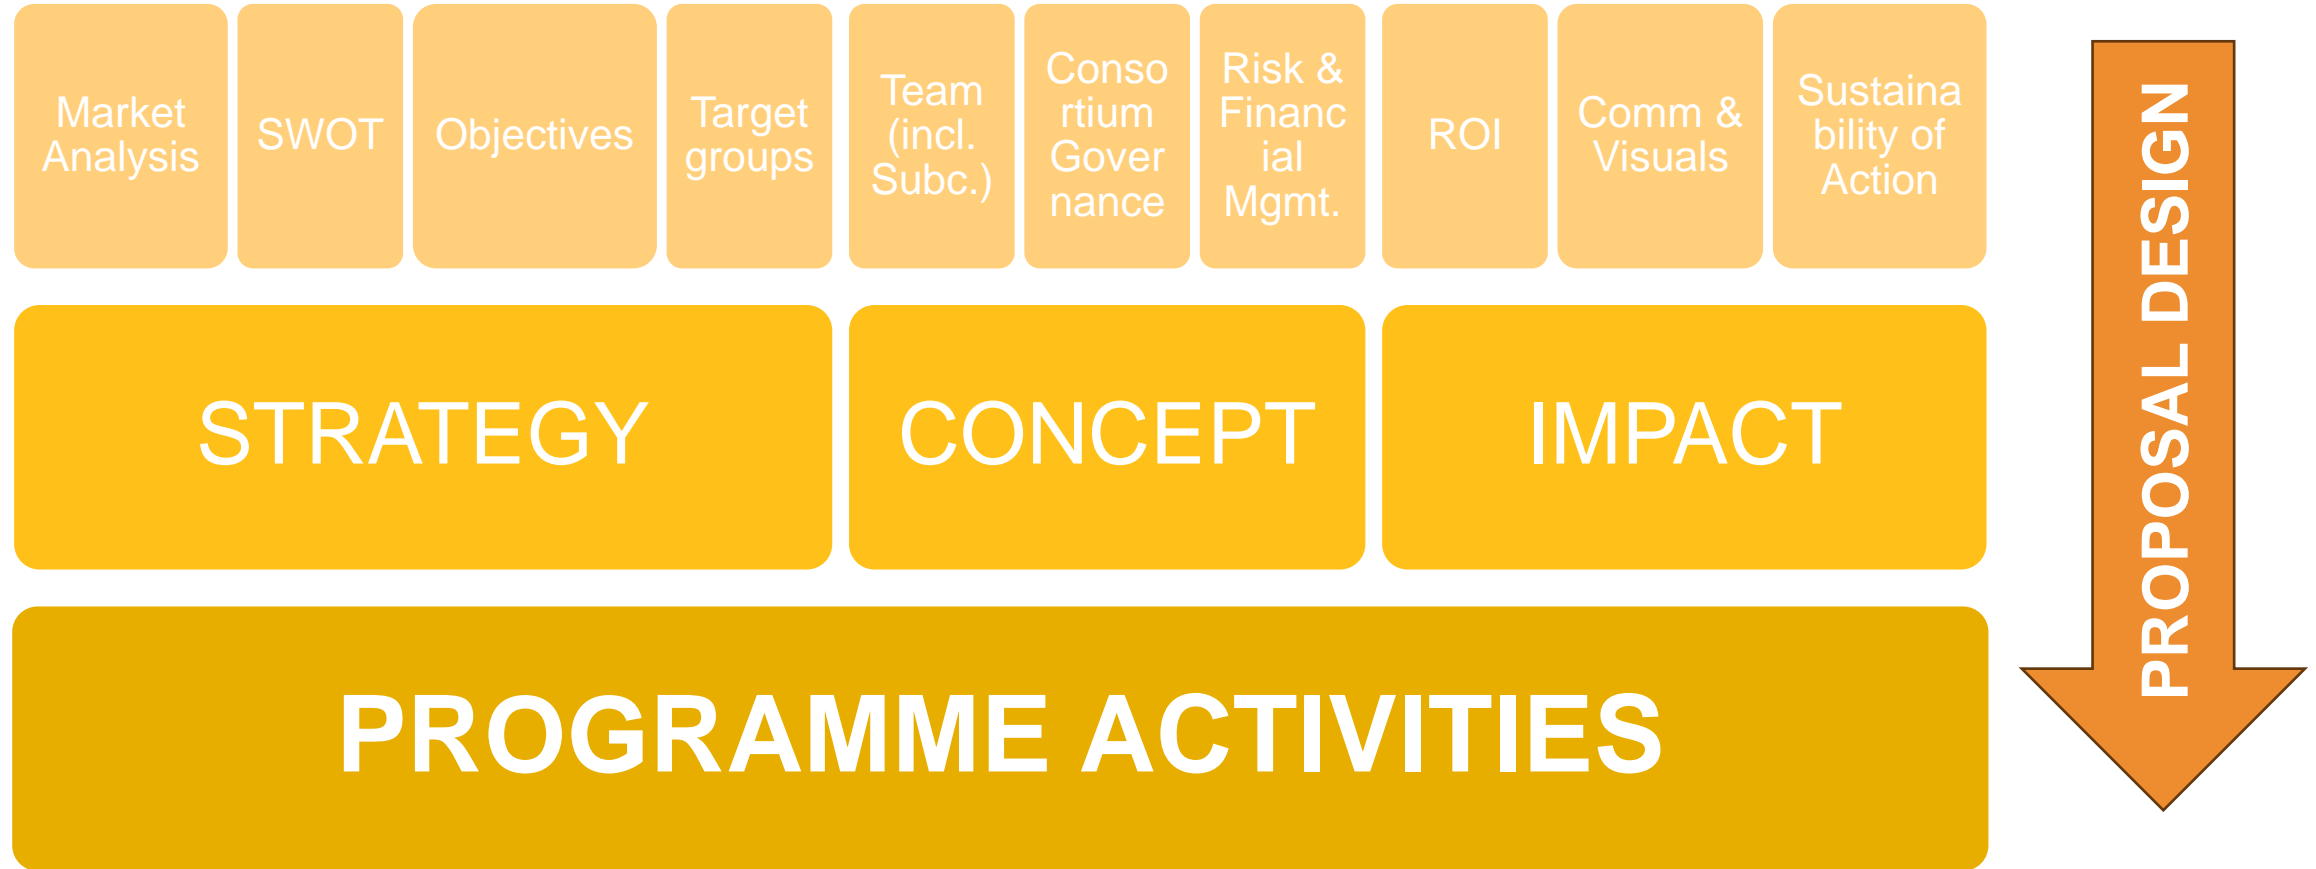 Market
Analysis
SWOT
Objectives
Target
groups
Team
(incl.
Subc.)
Conso
rtium
Gover
nance
Risk &
Financ
ial
Mgmt.
ROI
Comm &
Visuals
Sustaina
bility of
Action
STRATEGY
CONCEPT
IMPACT
PROGRAMME ACTIVITIES
PROPOSAL DESIGN